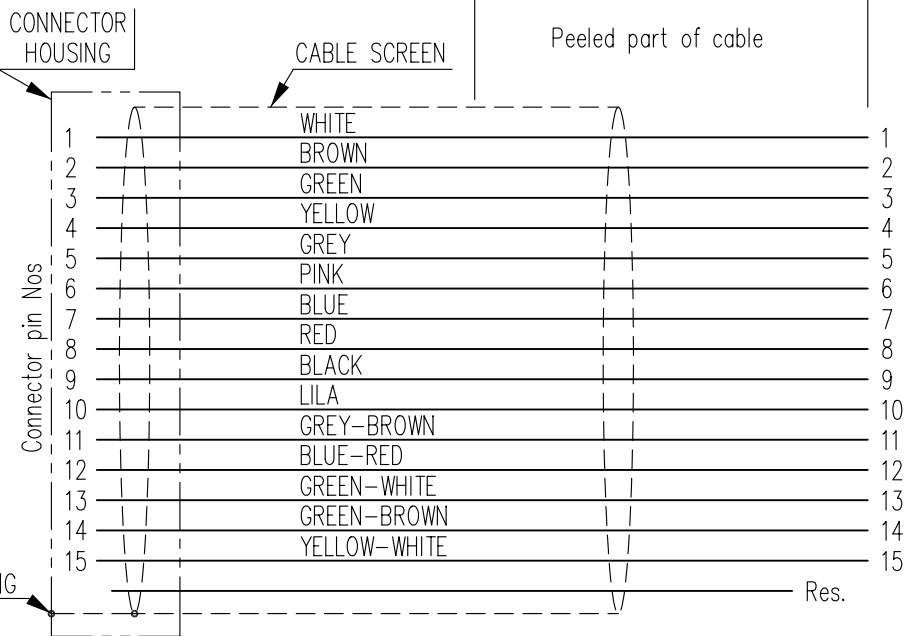 CONNECTOR
HOUSING
CABLE SCREEN
Peeled part of cable
Connector pin Nos
1 WHITE 1
2 BROWN 2
3 GREEN 3
4 YELLOW 4
5 GREY 5
6 PINK 6
7 BLUE 7
8 RED 8
9 BLACK 9
10 LILA 10
11 GREY-BROWN 11
12 BLUE-RED 12
13 GREEN-WHITE 13
14 GREEN-BROWN 14
15 YELLOW-WHITE 15
Res.